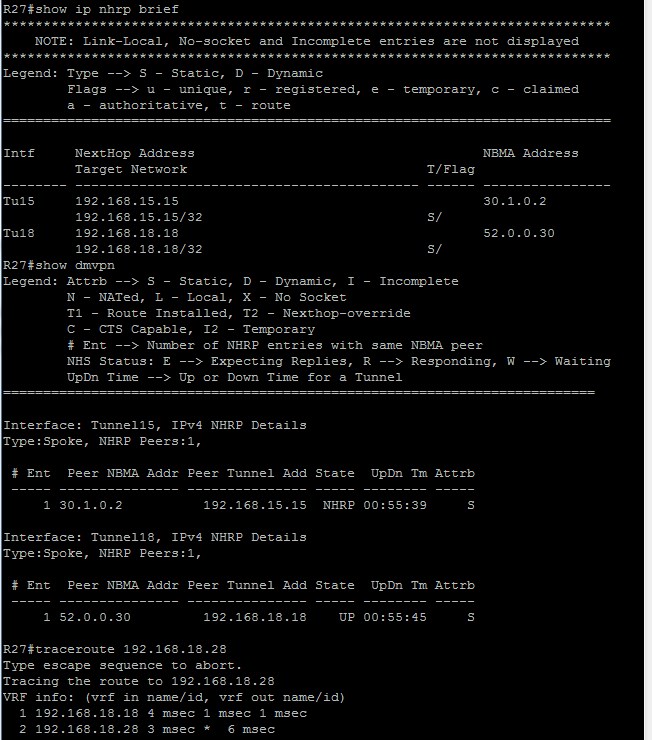 R27#show ip nhrp brief
******************************************************************************
    NOTE: Link-Local, No-socket and Incomplete entries are not displayed
******************************************************************************
Legend: Type --> S - Static, D - Dynamic
        Flags --> u - unique, r - registered, e - temporary, c - claimed
        a - authoritative, t - route
============================================================================
Intf     NextHop Address                                    NBMA Address
         Target Network                              T/Flag
-------- ------------------------------------------- ------ ----------------
Tu15     192.168.15.15                                      30.1.0.2
         192.168.15.15/32                            S/
Tu18     192.168.18.18                                      52.0.0.30
         192.168.18.18/32                            S/
R27#show dmvpn
Legend: Attrb --> S - Static, D - Dynamic, I - Incomplete
        N - NATed, L - Local, X - No Socket
        T1 - Route Installed, T2 - Nexthop-override
        C - CTS Capable, I2 - Temporary
        # Ent --> Number of NHRP entries with same NBMA peer
        NHS Status: E --> Expecting Replies, R --> Responding, W --> Waiting
        UpDn Time --> Up or Down Time for a Tunnel
==========================================================================
Interface: Tunnel15, IPv4 NHRP Details
Type:Spoke, NHRP Peers:1,
 # Ent  Peer NBMA Addr Peer Tunnel Add State  UpDn Tm Attrb
 ----- --------------- --------------- ----- -------- -----
     1 30.1.0.2          192.168.15.15  NHRP 00:55:39     S
Interface: Tunnel18, IPv4 NHRP Details
Type:Spoke, NHRP Peers:1,
 # Ent  Peer NBMA Addr Peer Tunnel Add State  UpDn Tm Attrb
 ----- --------------- --------------- ----- -------- -----
     1 52.0.0.30         192.168.18.18    UP 00:55:45     S
R27#traceroute 192.168.18.28
Type escape sequence to abort.
Tracing the route to 192.168.18.28
VRF info: (vrf in name/id, vrf out name/id)
  1 192.168.18.18 4 msec 1 msec 1 msec
  2 192.168.18.28 3 msec *  6 msec